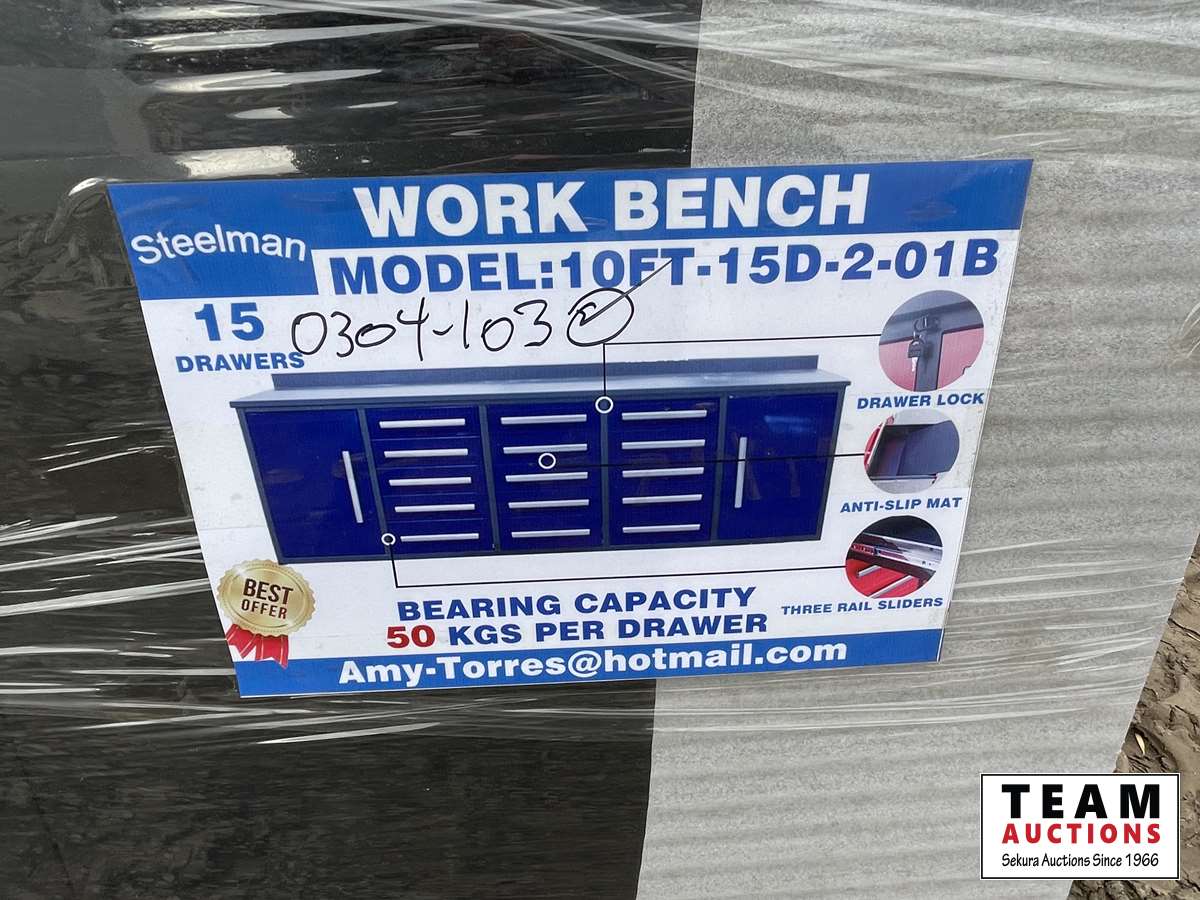 WORK BENCH
Steelman
MODEL:10FT-15D-2-01B
15
DRAWERS
0304-103
DRAWER LOCK
ANTI-SLIP MAT
THREE RAIL SLIDERS
BEST
OFFER
BEARING CAPACITY
50 KGS PER DRAWER
Amy-Torres@hotmail.com
TEAM
AUCTIONS
Sekura Auctions Since 1966